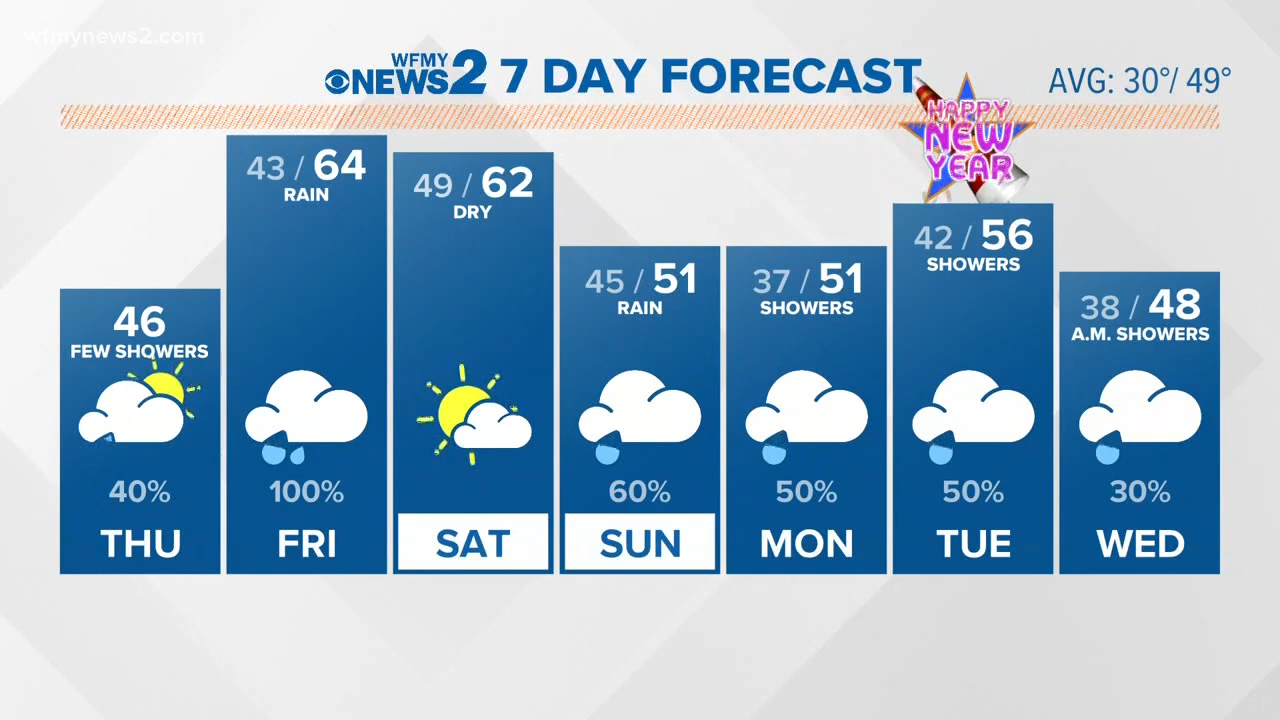 wfmynews2.com
WFMY
NEWS 2 7 DAY FORECAST
AVG: 30°/ 49°
HAPPY
NEW
YEAR
46
FEW SHOWERS
40%
THU
43 / 64
RAIN
100%
FRI
49 / 62
DRY
SAT
45 / 51
RAIN
60%
SUN
37 / 51
SHOWERS
50%
MON
42 / 56
SHOWERS
50%
TUE
38 / 48
A.M. SHOWERS
30%
WED